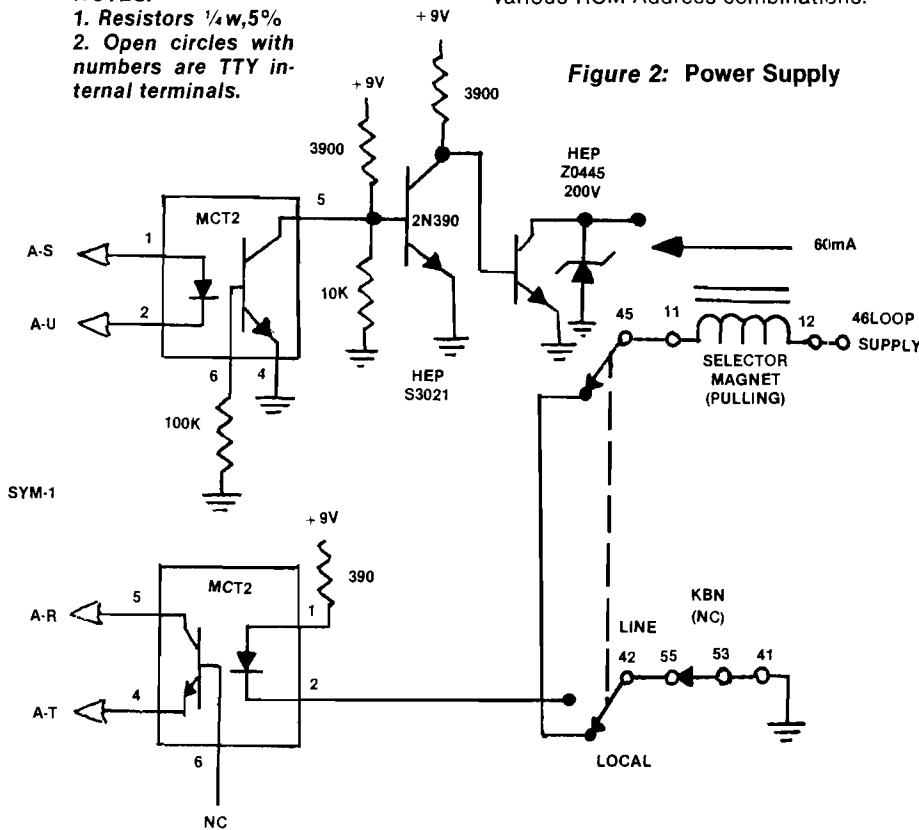 1. Resistors ¼w,5%
2. Open circles with
numbers are TTY in-
ternal terminals.
various ROM Address combinations.
Figure 2: Power Supply
+9V
3900
+9V
3900
HEP
Z0445
200V
MCT2
5
2N390
60mA
A-S
1
A-U
2
10K
6
4
HEP
S3021
45
11
12
46LOOP
SUPPLY
SELECTOR
MAGNET
(PULLING)
100K
SYM-1
+9V
390
MCT2
A-R
5
1
A-T
4
2
6
NC
LINE
KBN
(NC)
42
55
53
41
LOCAL